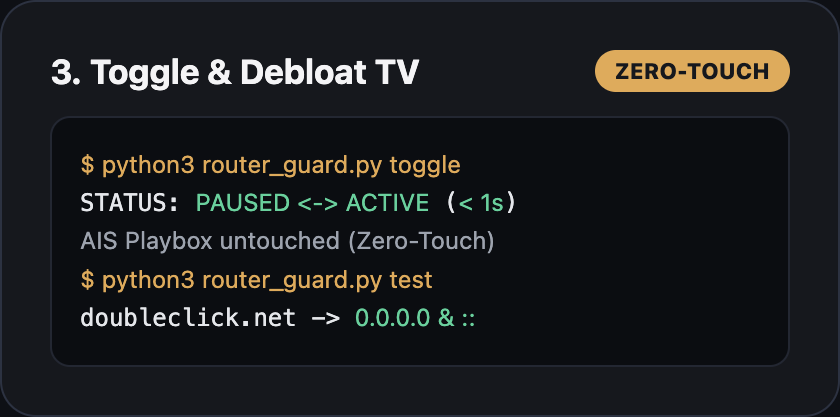 3. Toggle & Debloat TV
ZERO-TOUCH
$ python3 router_guard.py toggle
STATUS: PAUSED <-> ACTIVE (< 1s)
AIS Playbox untouched (Zero-Touch)
$ python3 router_guard.py test
doubleclick.net -> 0.0.0.0 & ::